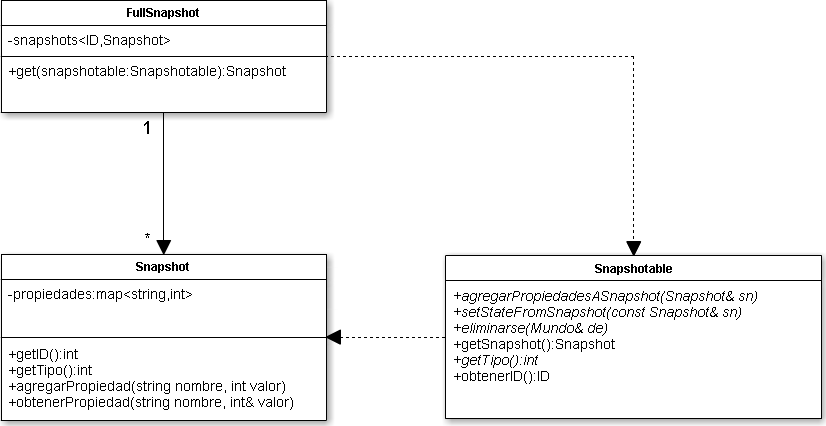 FullSnapshot
-snapshots<ID,Snapshot>
+get(snapshotable:Snapshotable):Snapshot
1
*
Snapshot
-propiedades:map<string,int>
+getID():int
+getTipo():int
+agregarPropiedad(string nombre, int valor)
+obtenerPropiedad(string nombre, int& valor)
Snapshotable
+agregarPropiedadesASnapshot(Snapshot& sn)
+setStateFromSnapshot(const Snapshot& sn)
+eliminarse(Mundo& de)
+getSnapshot():Snapshot
+getTipo():int
+obtenerID():ID